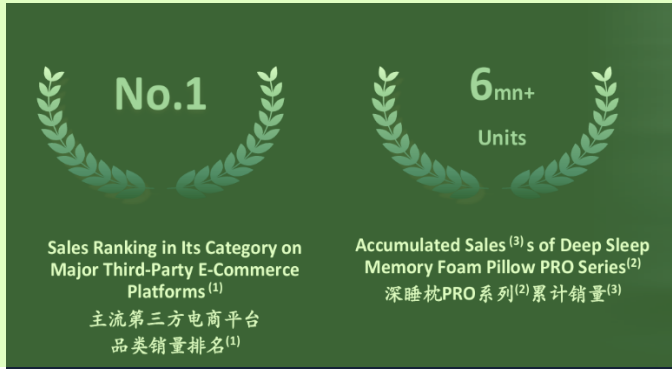 No.1
Sales Ranking in Its Category on
Major Third-Party E-Commerce
Platforms (1)
主流第三方电商平台
品类销量排名(1)
6mn+
Units
Accumulated Sales (3) s of Deep Sleep
Memory Foam Pillow PRO Series(2)
深睡枕PRO系列(2)累计销量(3)